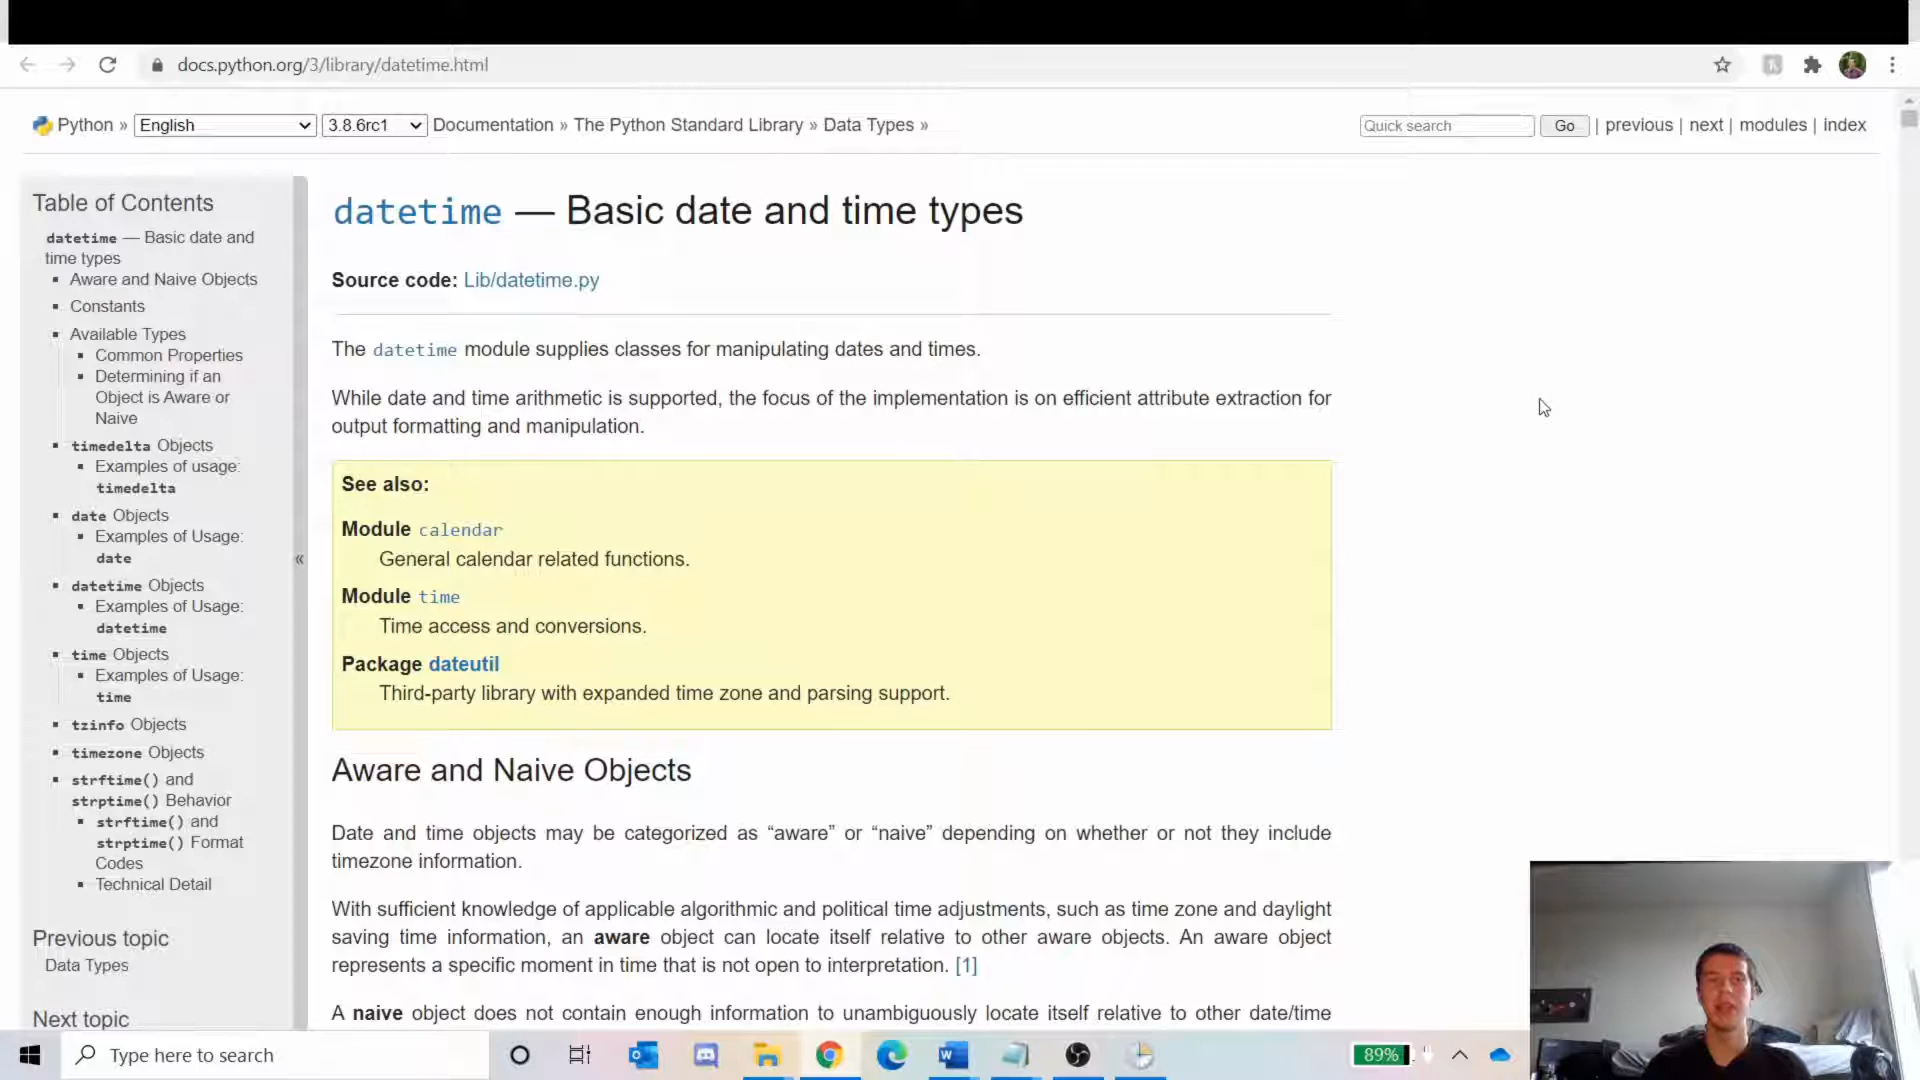 docs.python.org/3/library/datetime.html
Python » English 3.8.6rc1 Documentation » The Python Standard Library » Data Types »
Quick search Go | previous | next | modules | index
Table of Contents
datetime — Basic date and
time types
Aware and Naive Objects
Constants
Available Types
Common Properties
Determining if an
Object is Aware or
Naive
timedelta Objects
Examples of usage:
timedelta
date Objects
Examples of Usage:
date
datetime Objects
Examples of Usage:
datetime
time Objects
Examples of Usage:
time
tzinfo Objects
timezone Objects
strftime() and
strptime() Behavior
strftime() and
strptime() Format
Codes
Technical Detail
Previous topic
Data Types
Next topic
«
datetime — Basic date and time types
Source code: Lib/datetime.py
The datetime module supplies classes for manipulating dates and times.
While date and time arithmetic is supported, the focus of the implementation is on efficient attribute extraction for
output formatting and manipulation.
See also:
Module calendar
General calendar related functions.
Module time
Time access and conversions.
Package dateutil
Third-party library with expanded time zone and parsing support.
Aware and Naive Objects
Date and time objects may be categorized as “aware” or “naive” depending on whether or not they include
timezone information.
With sufficient knowledge of applicable algorithmic and political time adjustments, such as time zone and daylight
saving time information, an aware object can locate itself relative to other aware objects. An aware object
represents a specific moment in time that is not open to interpretation. [1]
A naive object does not contain enough information to unambiguously locate itself relative to other date/time
Type here to search
89%